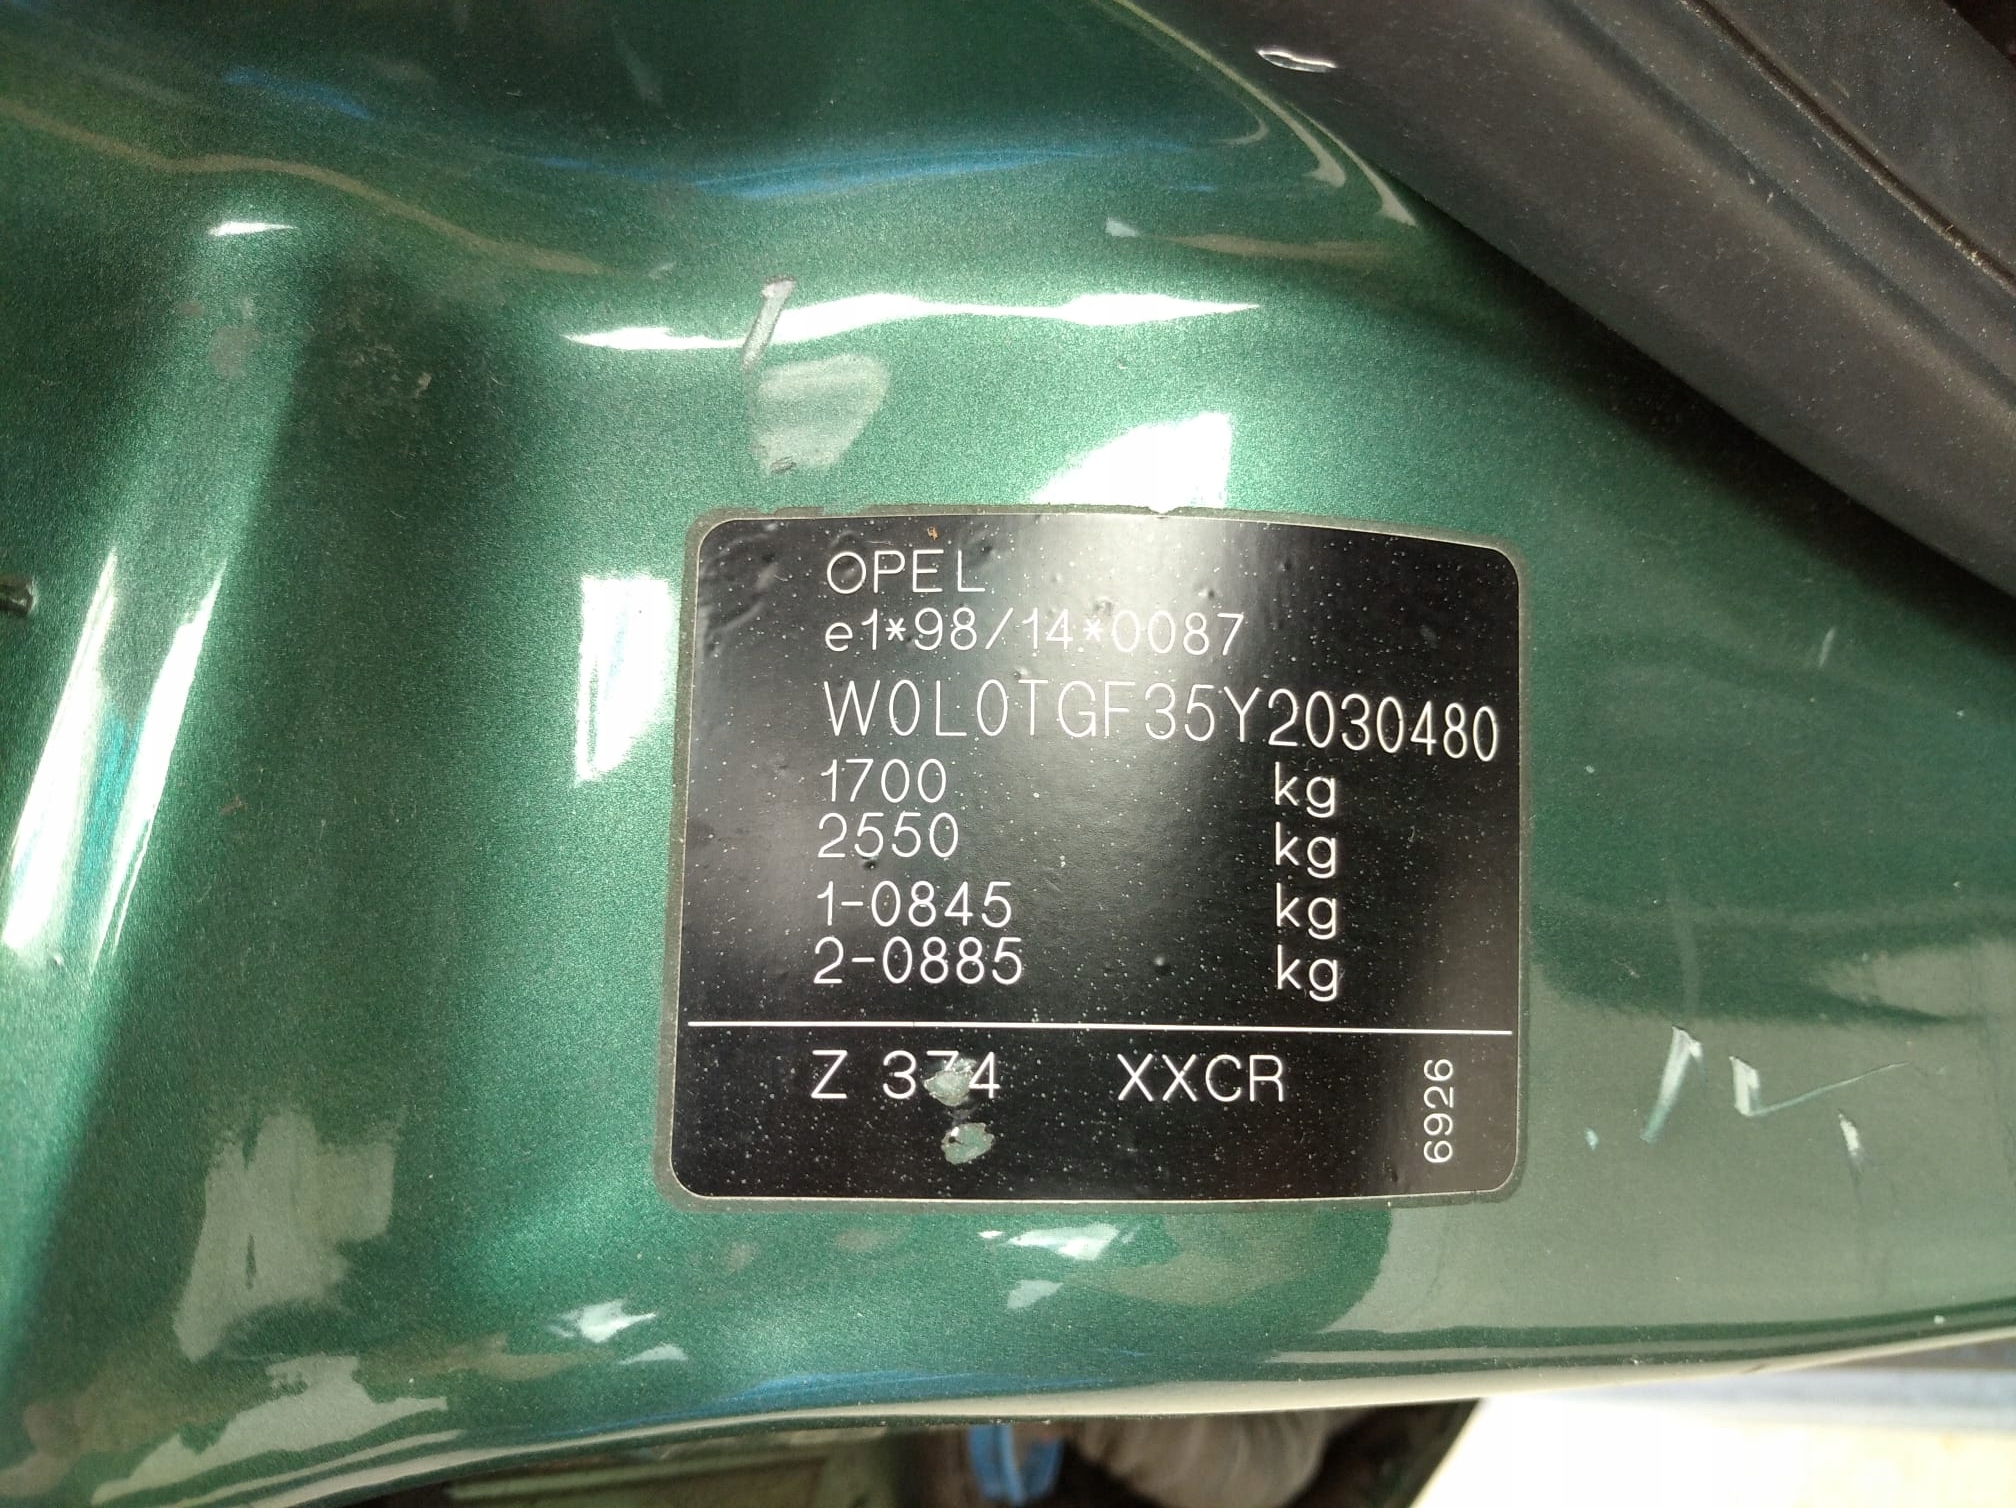 OPEL
e1*98/14*0087
W0L0TGF35Y2030480
1700 kg
2550 kg
1-0845 kg
2-0885 kg
Z 374 XXCR
6926